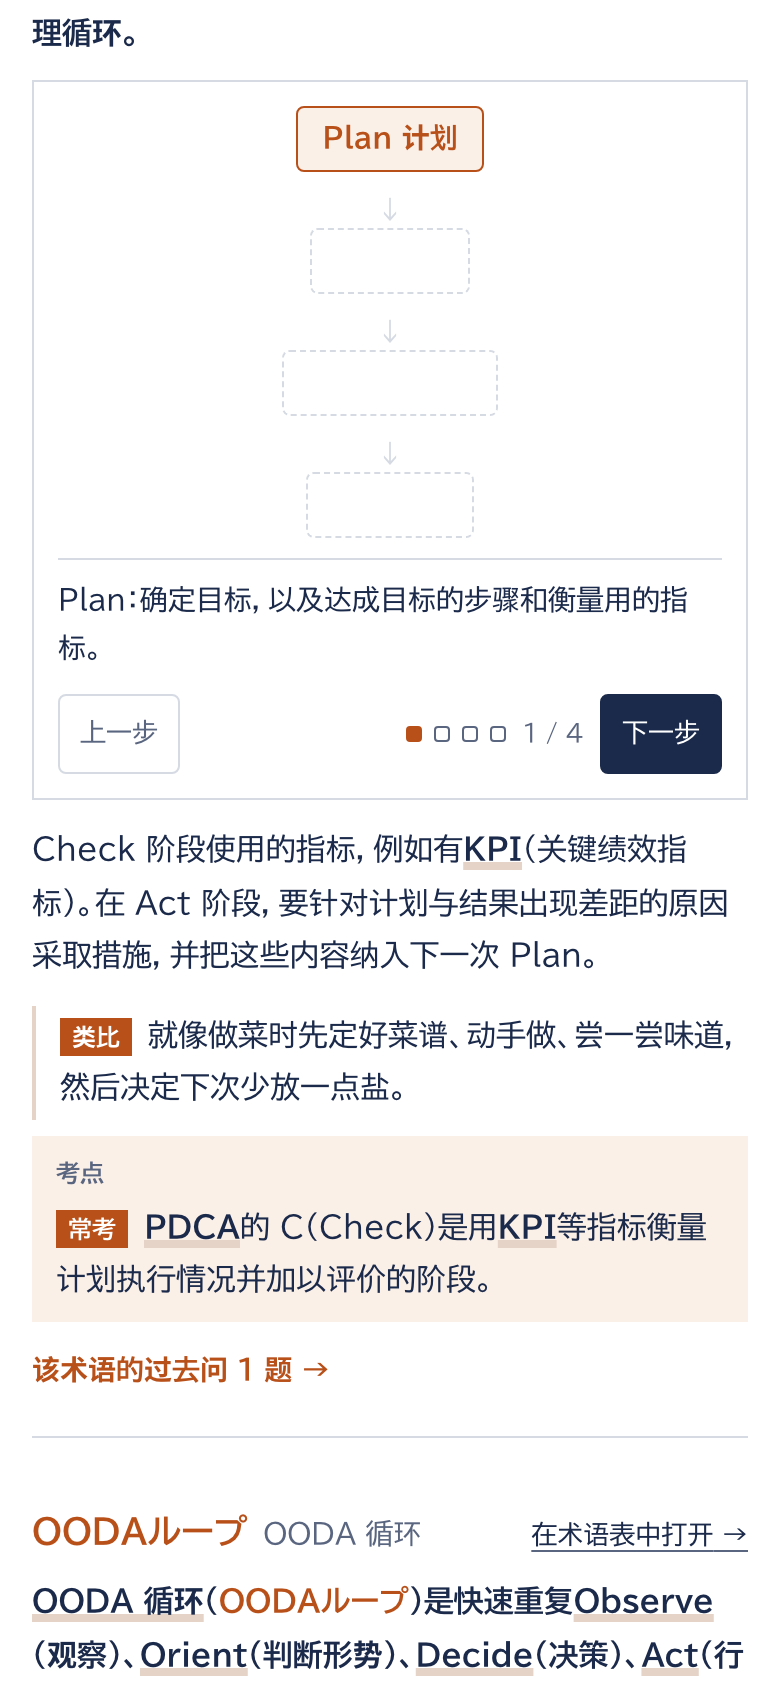 理循环。
Plan 计划
↓
↓
↓
Plan：确定目标，以及达成目标的步骤和衡量用的指
标。
上一步
1 / 4
下一步
Check 阶段使用的指标，例如有KPI（关键绩效指
标）。在 Act 阶段，要针对计划与结果出现差距的原因
采取措施，并把这些内容纳入下一次 Plan。
类比 就像做菜时先定好菜谱、动手做、尝一尝味道，
然后决定下次少放一点盐。
考点
常考 PDCA的 C（Check）是用KPI等指标衡量
计划执行情况并加以评价的阶段。
该术语的过去问 1 题 →
OODAループ OODA 循环
在术语表中打开 →
OODA 循环（OODAループ）是快速重复Observe
（观察）、Orient（判断形势）、Decide（决策）、Act（行